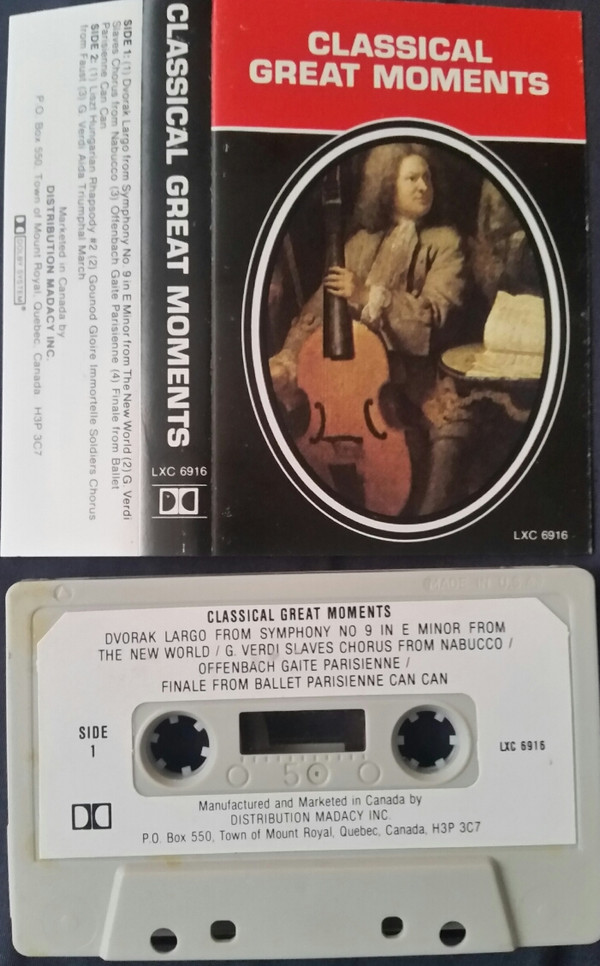 CLASSICAL
GREAT MOMENTS
LXC 6916
CLASSICAL GREAT MOMENTS
LXC 6916
SIDE 1: (1) Dvorak Largo from Symphony No 9 in E Minor from The New World (2) G. Verdi
Slaves Chorus from Nabucco (3) Offenbach Gaite Parisienne (4) Finale from Ballet
Parisienne Can Can
SIDE 2: (1) Liszt Hungarian Rhapsody #2 (2) Gounod Gloire Immortelle Soldiers Chorus
from Faust (3) G. Verdi Aida Triumphal March
Marketed in Canada by
DISTRIBUTION MADACY INC.
P.O. Box 550, Town of Mount Royal, Quebec, Canada H3P 3C7
DOLBY SYSTEM
MADE IN U.S.A.
CLASSICAL GREAT MOMENTS
DVORAK LARGO FROM SYMPHONY NO 9 IN E MINOR FROM
THE NEW WORLD / G. VERDI SLAVES CHORUS FROM NABUCCO /
OFFENBACH GAITE PARISIENNE /
FINALE FROM BALLET PARISIENNE CAN CAN
SIDE
1
LXC 6916
50
Manufactured and Marketed in Canada by
DISTRIBUTION MADACY INC.
P.O. Box 550, Town of Mount Royal, Quebec, Canada, H3P 3C7